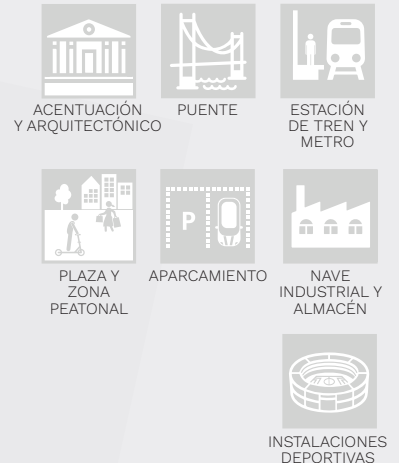 ACENTUACIÓN
Y ARQUITECTÓNICO
PUENTE
ESTACIÓN
DE TREN Y
METRO
P
PLAZA Y
ZONA
PEATONAL
APARCAMIENTO
NAVE
INDUSTRIAL Y
ALMACÉN
INSTALACIONES
DEPORTIVAS